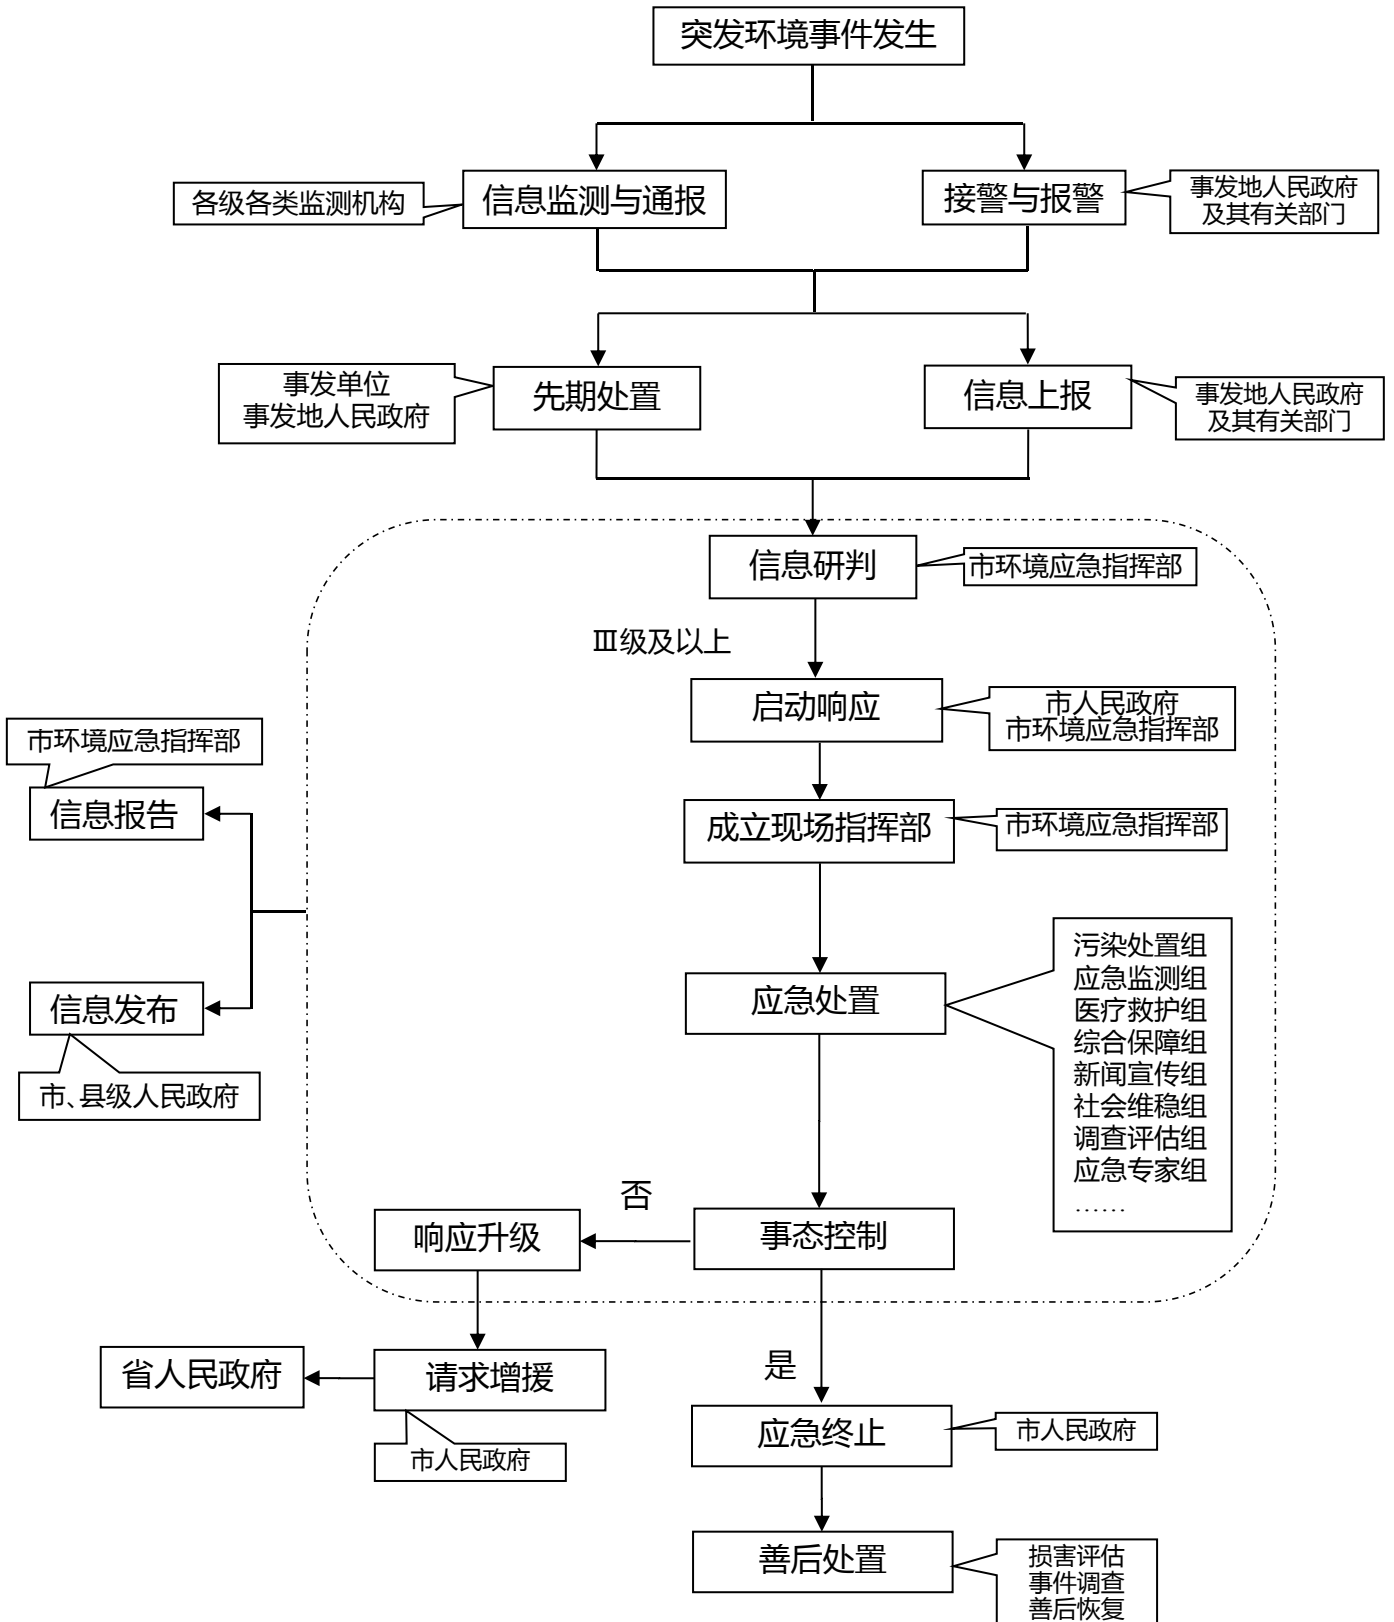 突发环境事件发生
各级各类监测机构
信息监测与通报
接警与报警
事发地人民政府
及其有关部门
事发单位
事发地人民政府
先期处置
信息上报
事发地人民政府
及其有关部门
信息研判
市环境应急指挥部
Ⅲ级及以上
启动响应
市人民政府
市环境应急指挥部
市环境应急指挥部
信息报告
成立现场指挥部
市环境应急指挥部
信息发布
市、县级人民政府
应急处置
污染处置组
应急监测组
医疗救护组
综合保障组
新闻宣传组
社会维稳组
调查评估组
应急专家组
……
否
响应升级
事态控制
省人民政府
请求增援
市人民政府
是
应急终止
市人民政府
善后处置
损害评估
事件调查
善后恢复